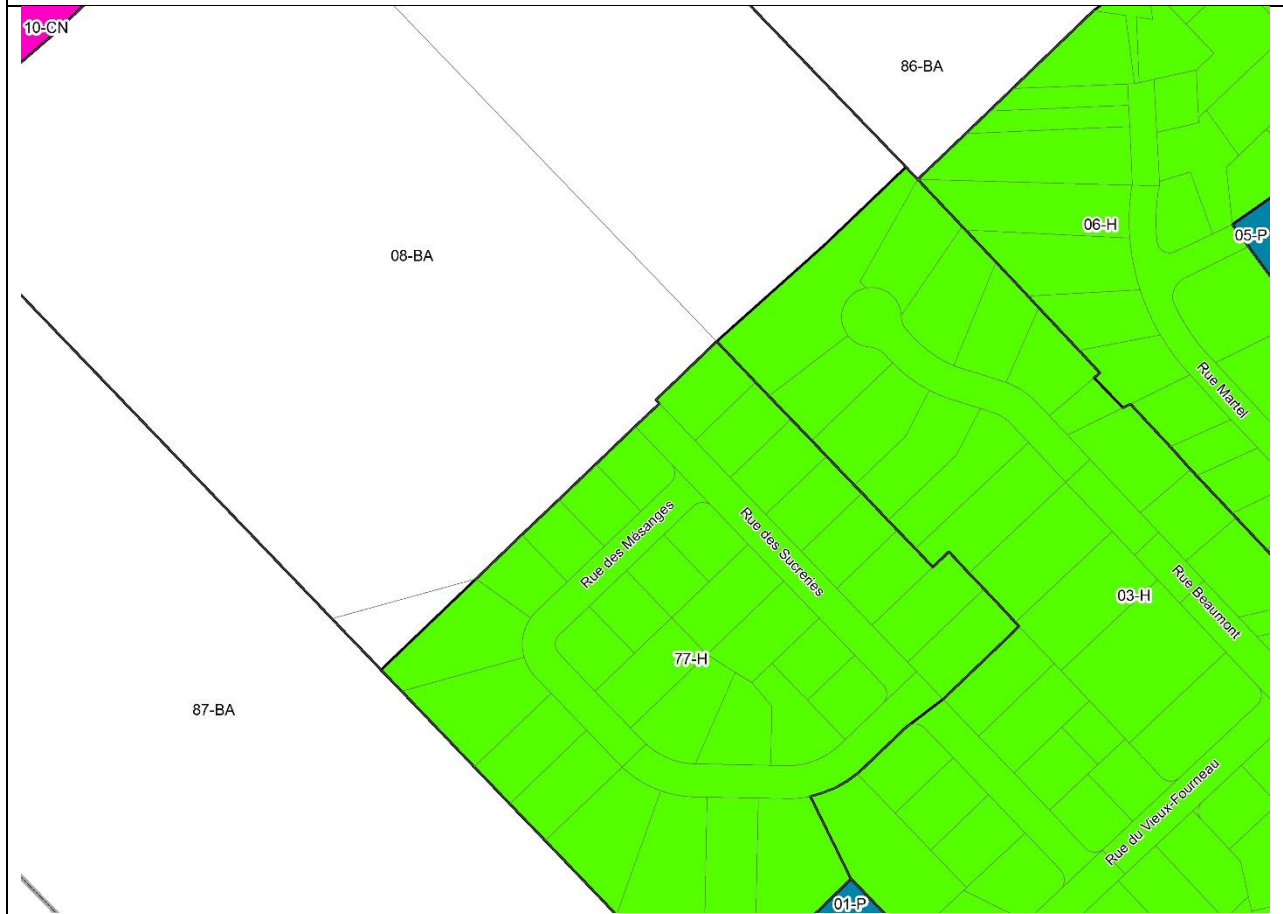 10-CN
86-BA
06-H
05-P
08-BA
Rue Martel
Rue des Mésanges
Rue des Sucreries
Rue Beaumont
03-H
77-H
87-BA
Rue du Vieux-Fourneau
01-P